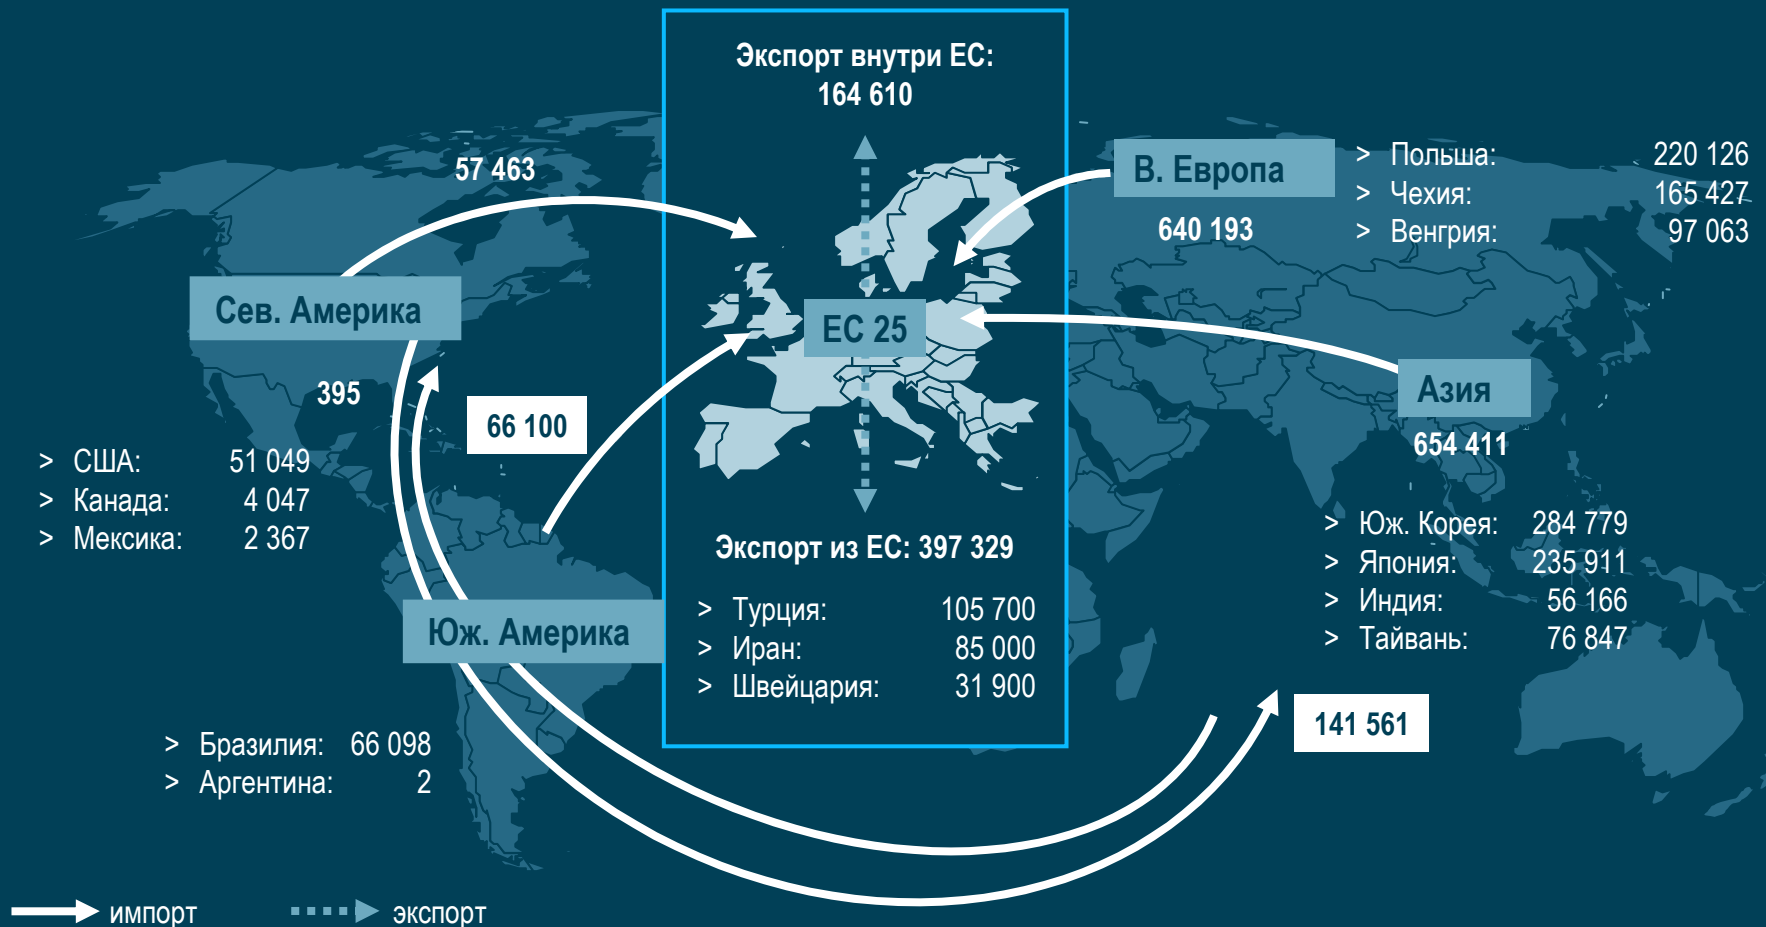 Экспорт внутри ЕС:
164 610
57 463
В. Европа
640 193
> Польша: 220 126
> Чехия: 165 427
> Венгрия: 97 063
Сев. Америка
395
66 100
> США: 51 049
> Канада: 4 047
> Мексика: 2 367
ЕС 25
Азия
654 411
> Юж. Корея: 284 779
> Япония: 235 911
> Индия: 56 166
> Тайвань: 76 847
Экспорт из ЕС: 397 329
> Турция: 105 700
> Иран: 85 000
> Швейцария: 31 900
Юж. Америка
> Бразилия: 66 098
> Аргентина: 2
141 561
импорт
экспорт